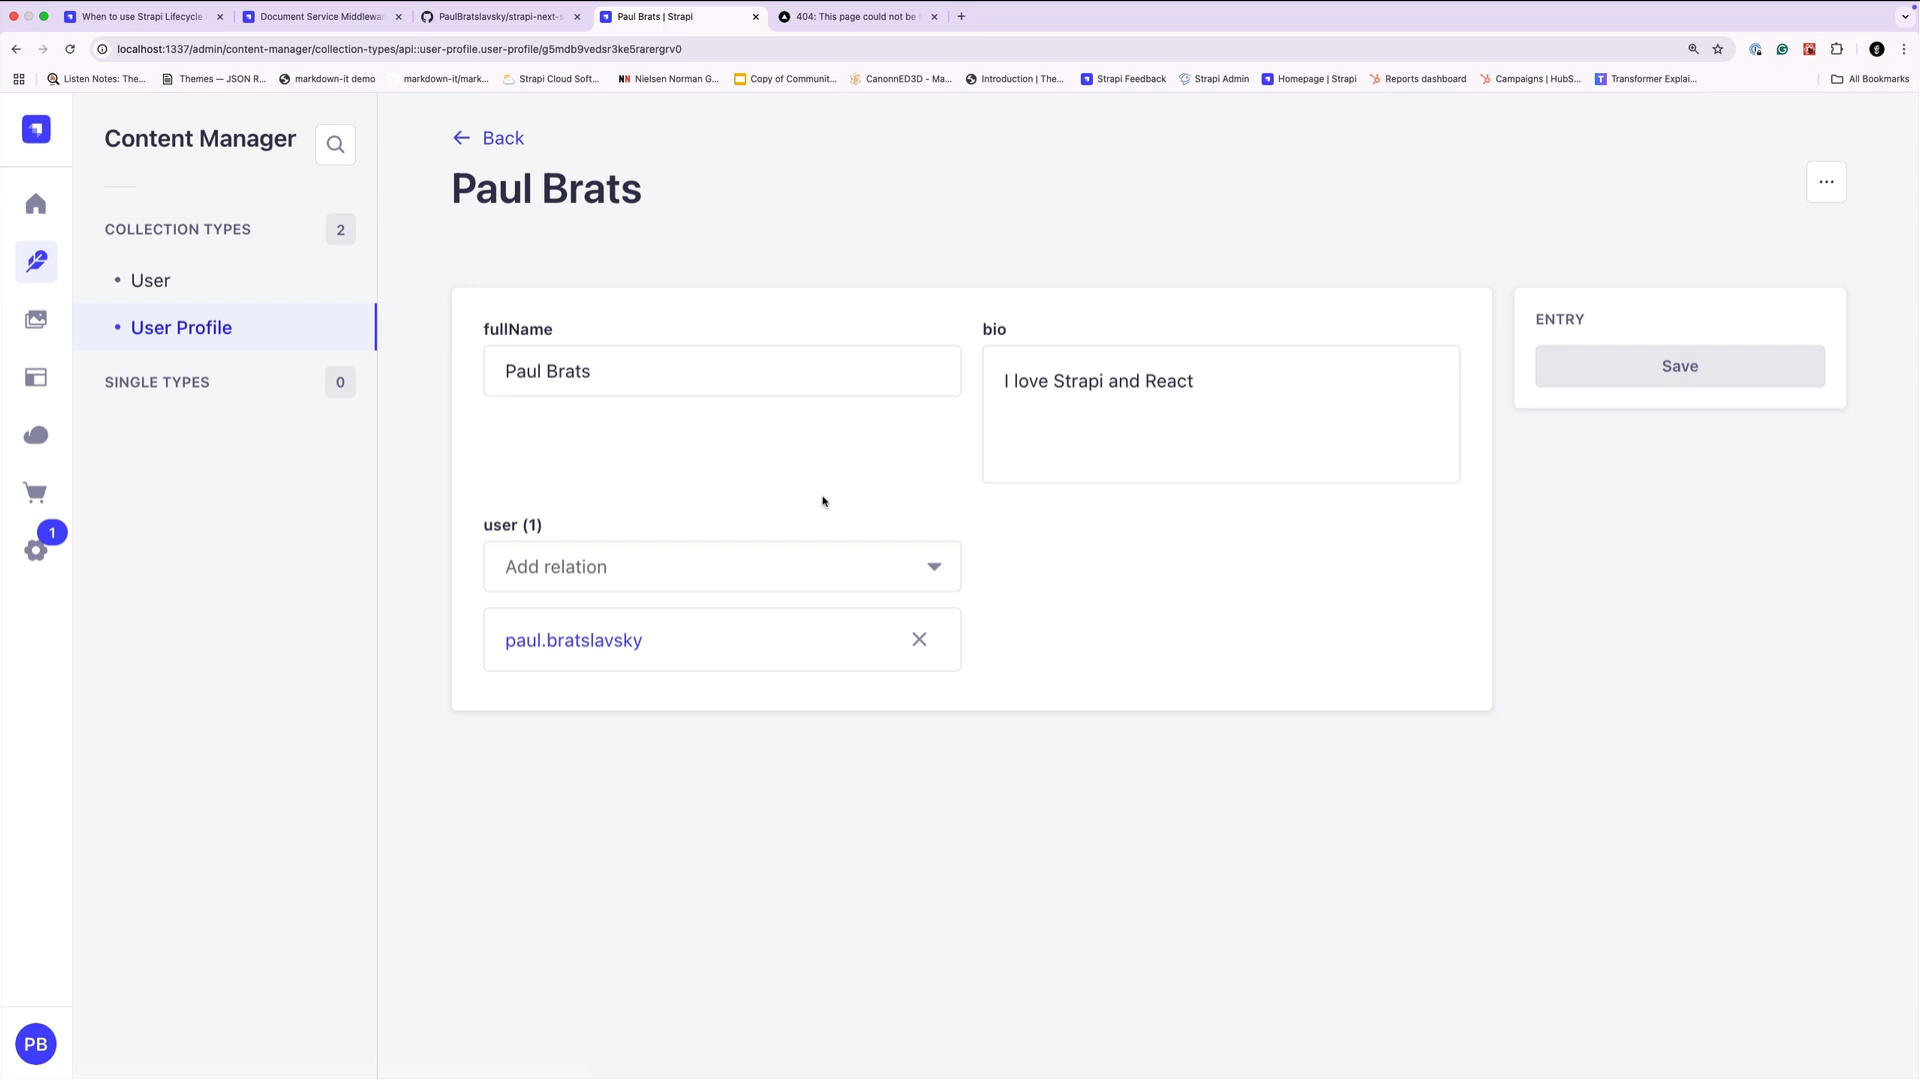 When to use Strapi Lifecycle
Document Service Middlewar
PaulBratslavsky/strapi-next-s
Paul Brats | Strapi
404: This page could not be
localhost:1337/admin/content-manager/collection-types/api::user-profile.user-profile/g5mdb9vedsr3ke5rarergrv0
Listen Notes: The...
Themes — JSON R...
markdown-it demo
markdown-it/mark...
Strapi Cloud Soft...
NN Nielsen Norman G...
Copy of Communit...
CanonnED3D - Ma...
Introduction | The...
Strapi Feedback
Strapi Admin
Homepage | Strapi
Reports dashboard
Campaigns | HubS...
T Transformer Explai...
All Bookmarks
Content Manager
COLLECTION TYPES 2
• User
• User Profile
SINGLE TYPES 0
1
PB
Back
Paul Brats
fullName
Paul Brats
bio
I love Strapi and React
user (1)
Add relation
paul.bratslavsky
ENTRY
Save